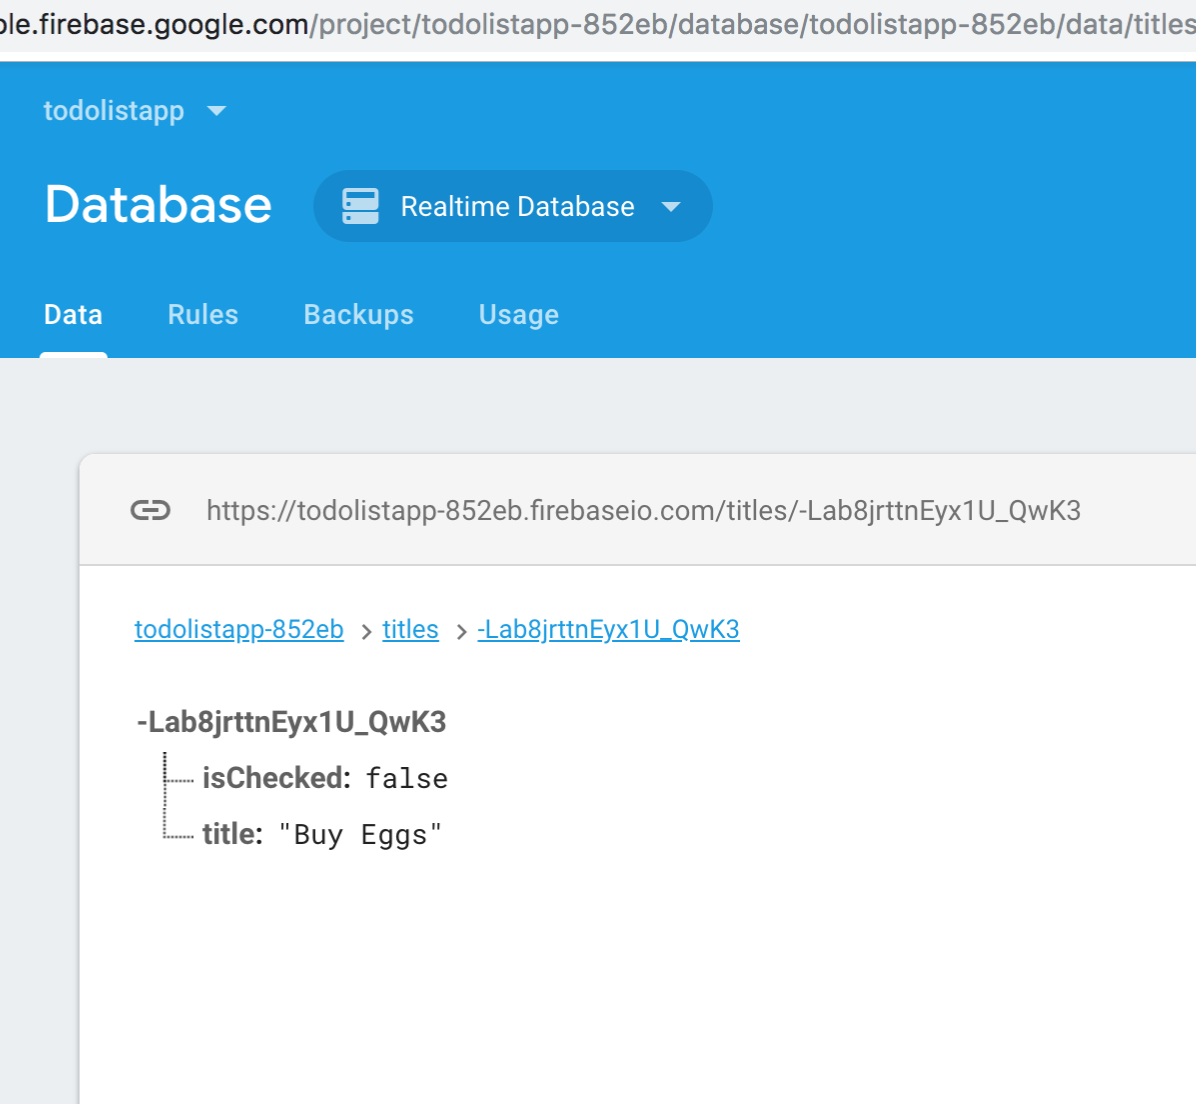 ole.firebase.google.com/project/todolistapp-852eb/database/todolistapp-852eb/data/titles
todolistapp
Database
Realtime Database
Data Rules Backups Usage
https://todolistapp-852eb.firebaseio.com/titles/-Lab8jrttnEyx1U_QwK3
todolistapp-852eb > titles > -Lab8jrttnEyx1U_QwK3
-Lab8jrttnEyx1U_QwK3
isChecked: false
title: "Buy Eggs"